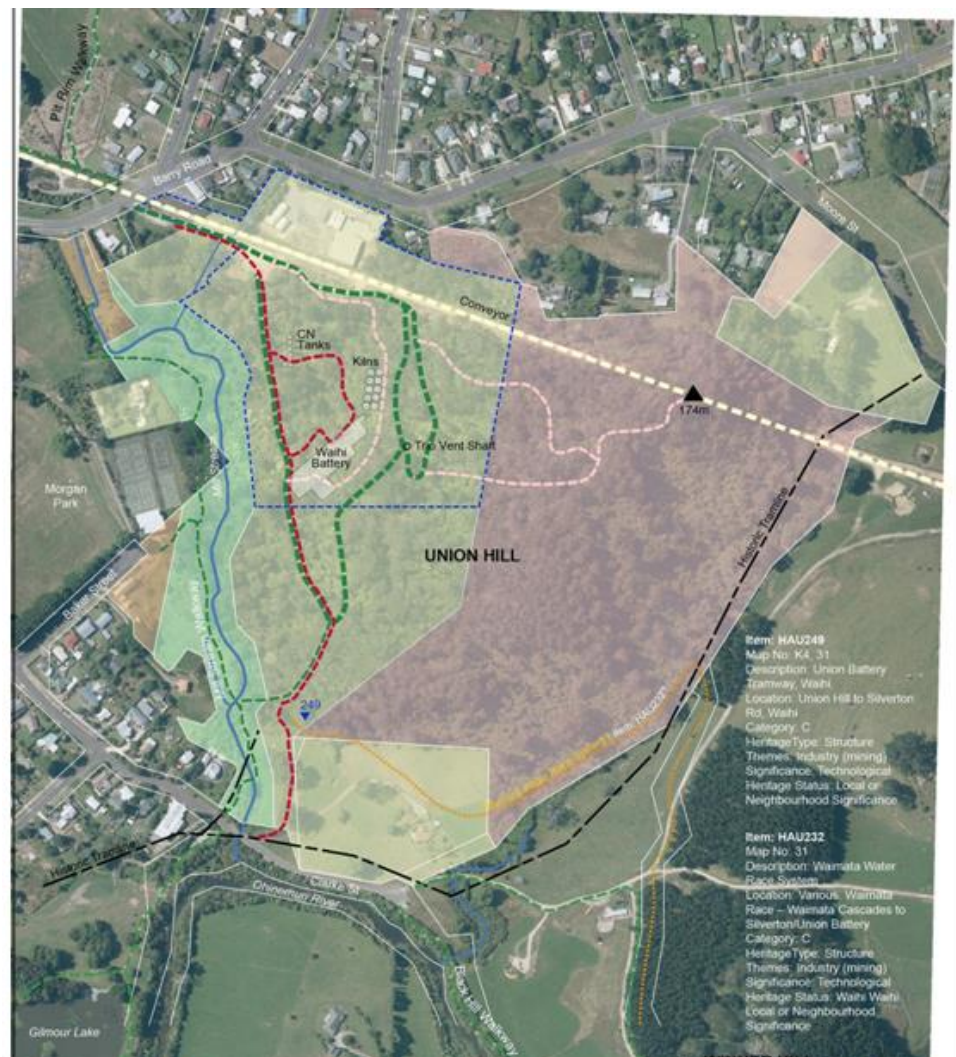 Pit Rim Walkway
Barry Road
Moore St
Conveyor
CN
Tanks
Kilns
174m
Trio Vent Shaft
Waihi
Battery
Morgan
Park
UNION HILL
Historic Tramline
Baker Street
249
Item: HAU249
Map No: K4, 31
Description: Union Battery
Tramway, Waihi
Location: Union Hill to Silverton
Rd, Waihi
Category: C
HeritageType: Structure
Themes: Industry (mining)
Significance: Technological
Heritage Status: Local or
Neighbourhood Significance
Item: HAU232
Map No: 31
Description: Waimata Water
Race System
Location: Various. Waimata
Race – Waimata Cascades to
Silverton/Union Battery
Category: C
HeritageType: Structure
Themes: Industry (mining)
Significance: Technological
Heritage Status: Waihi Waihi
Local or Neighbourhood
Significance
Historic Tramline
Clarke St
Ohinemuri River
Black Hill Walkway
Gilmour Lake